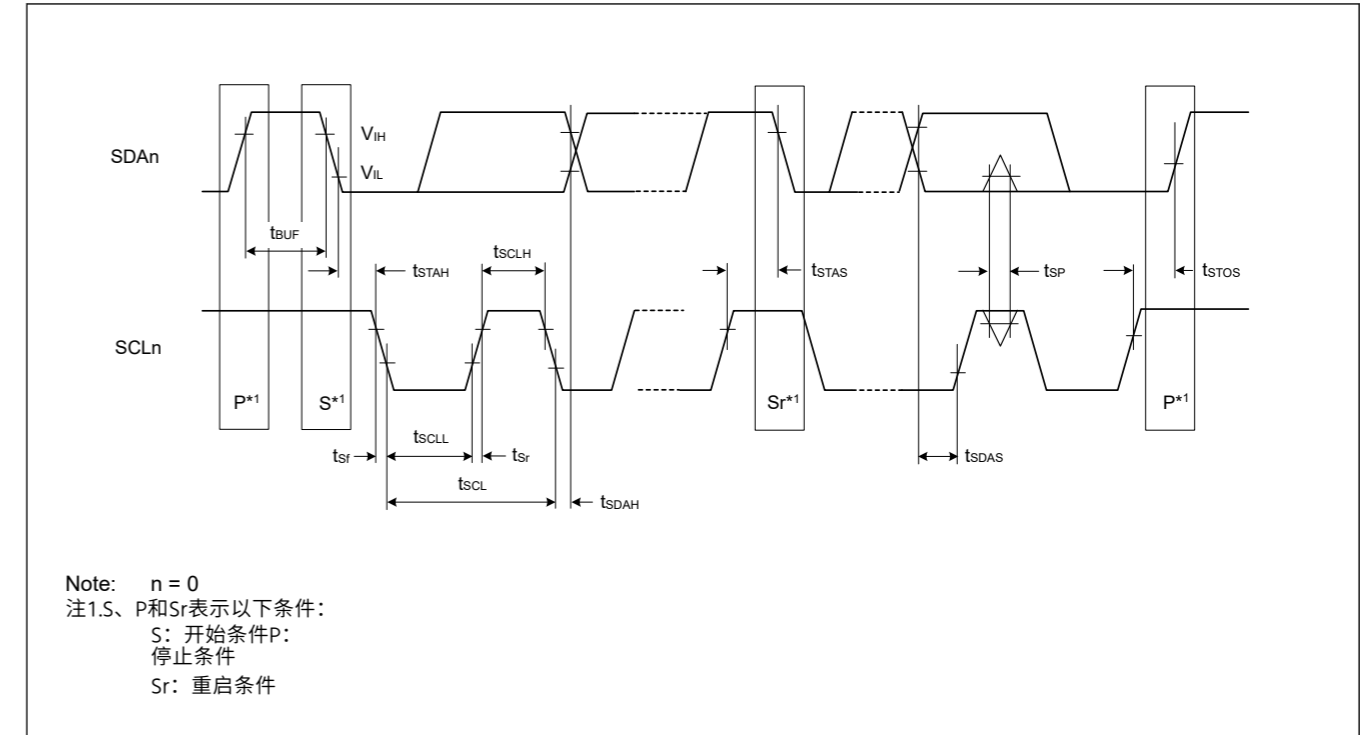 SDAn
VIH
VIL
tBUF
tSTAH
tSCLH
tSTAS
tSP
tSTOS
SCLn
P*1
S*1
Sr*1
P*1
tSf
tSCLL
tSr
tSDAS
tSCL
tSDAH
Note: n = 0
注1.S、P和Sr表示以下条件：
S：开始条件P：
停止条件
Sr：重启条件